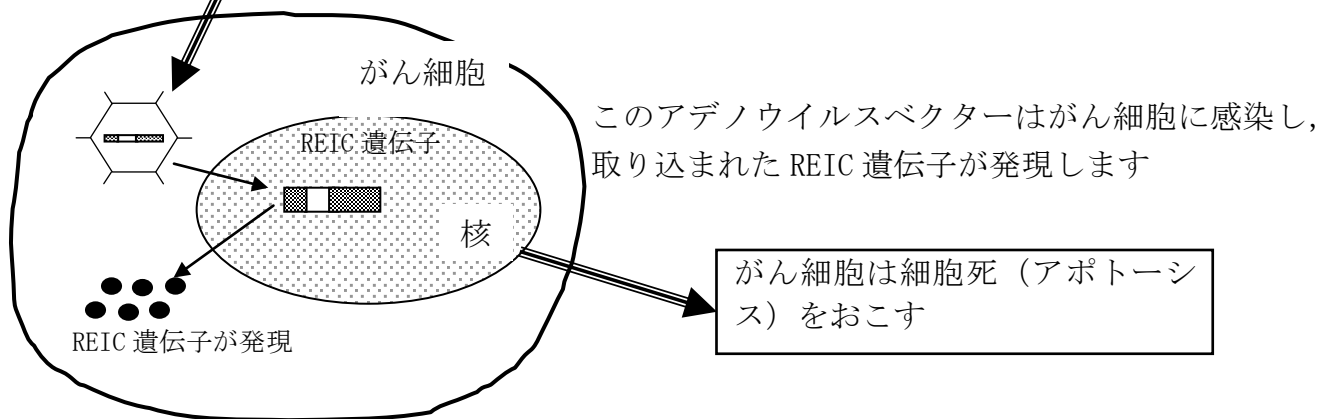 がん細胞
REIC 遺伝子
核
REIC 遺伝子が発現
このアデノウイルスベクターはがん細胞に感染し,
取り込まれた REIC 遺伝子が発現します
がん細胞は細胞死（アポトーシ
ス）をおこす